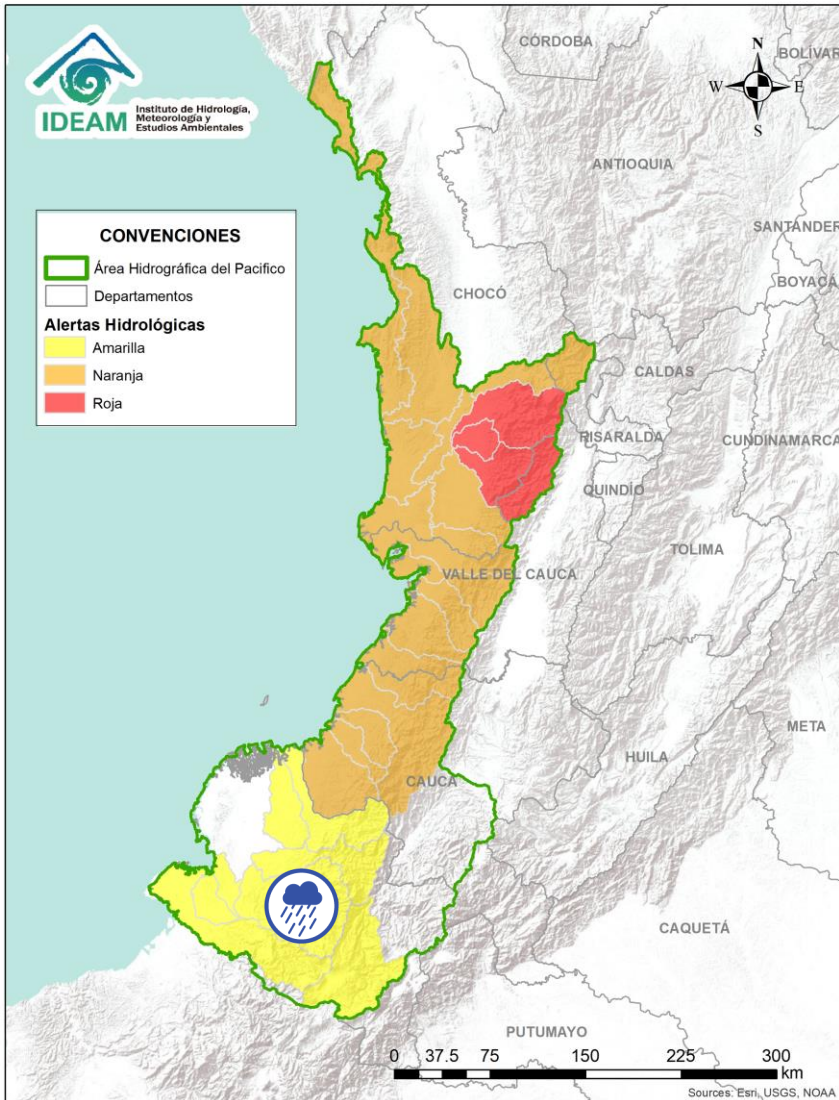 IDEAM
Instituto de Hidrología,
Meteorología y
Estudios Ambientales
CÓRDOBA
BOLÍVAR
N
W
E
S
ANTIOQUIA
SANTANDER
BOYACÁ
CONVENCIONES
Área Hidrográfica del Pacifico
Departamentos
Alertas Hidrológicas
Amarilla
Naranja
Roja
CHOCÓ
CALDAS
RISARALDA
CUNDINAMARCA
QUINDÍO
TOLIMA
VALLE DEL CAUCA
META
HUILA
CAUCA
CAQUETÁ
PUTUMAYO
0 37.5 75 150 225 300
km
Sources: Esri, USGS, NOAA